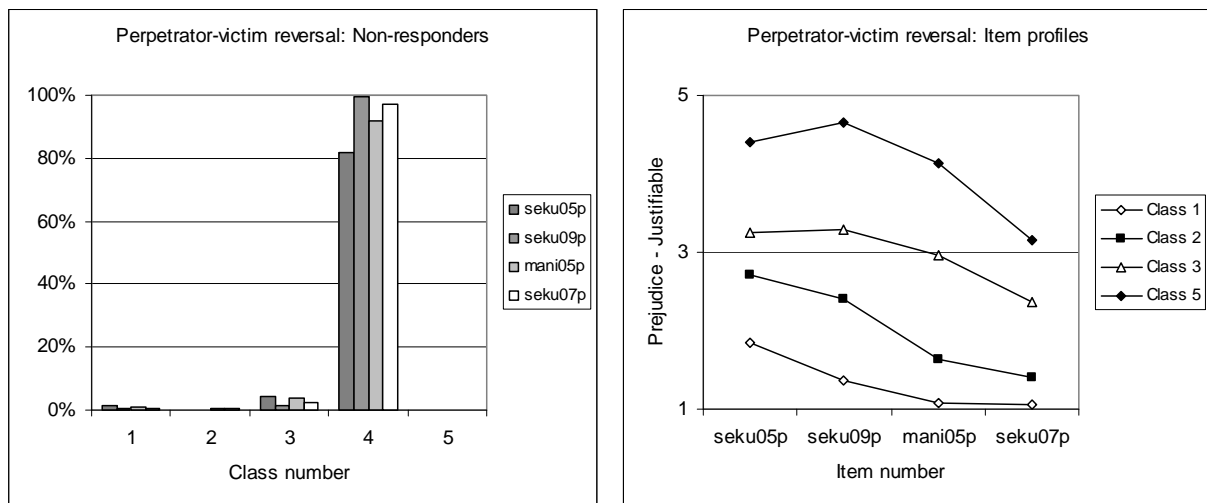 Perpetrator-victim reversal: Non-responders
100%
80%
60%
40%
20%
0%
1 2 3 4 5
Class number
seku05p
seku09p
mani05p
seku07p
Perpetrator-victim reversal: Item profiles
Prejudice - Justifiable
5
3
1
seku05p seku09p mani05p seku07p
Item number
Class 1
Class 2
Class 3
Class 5